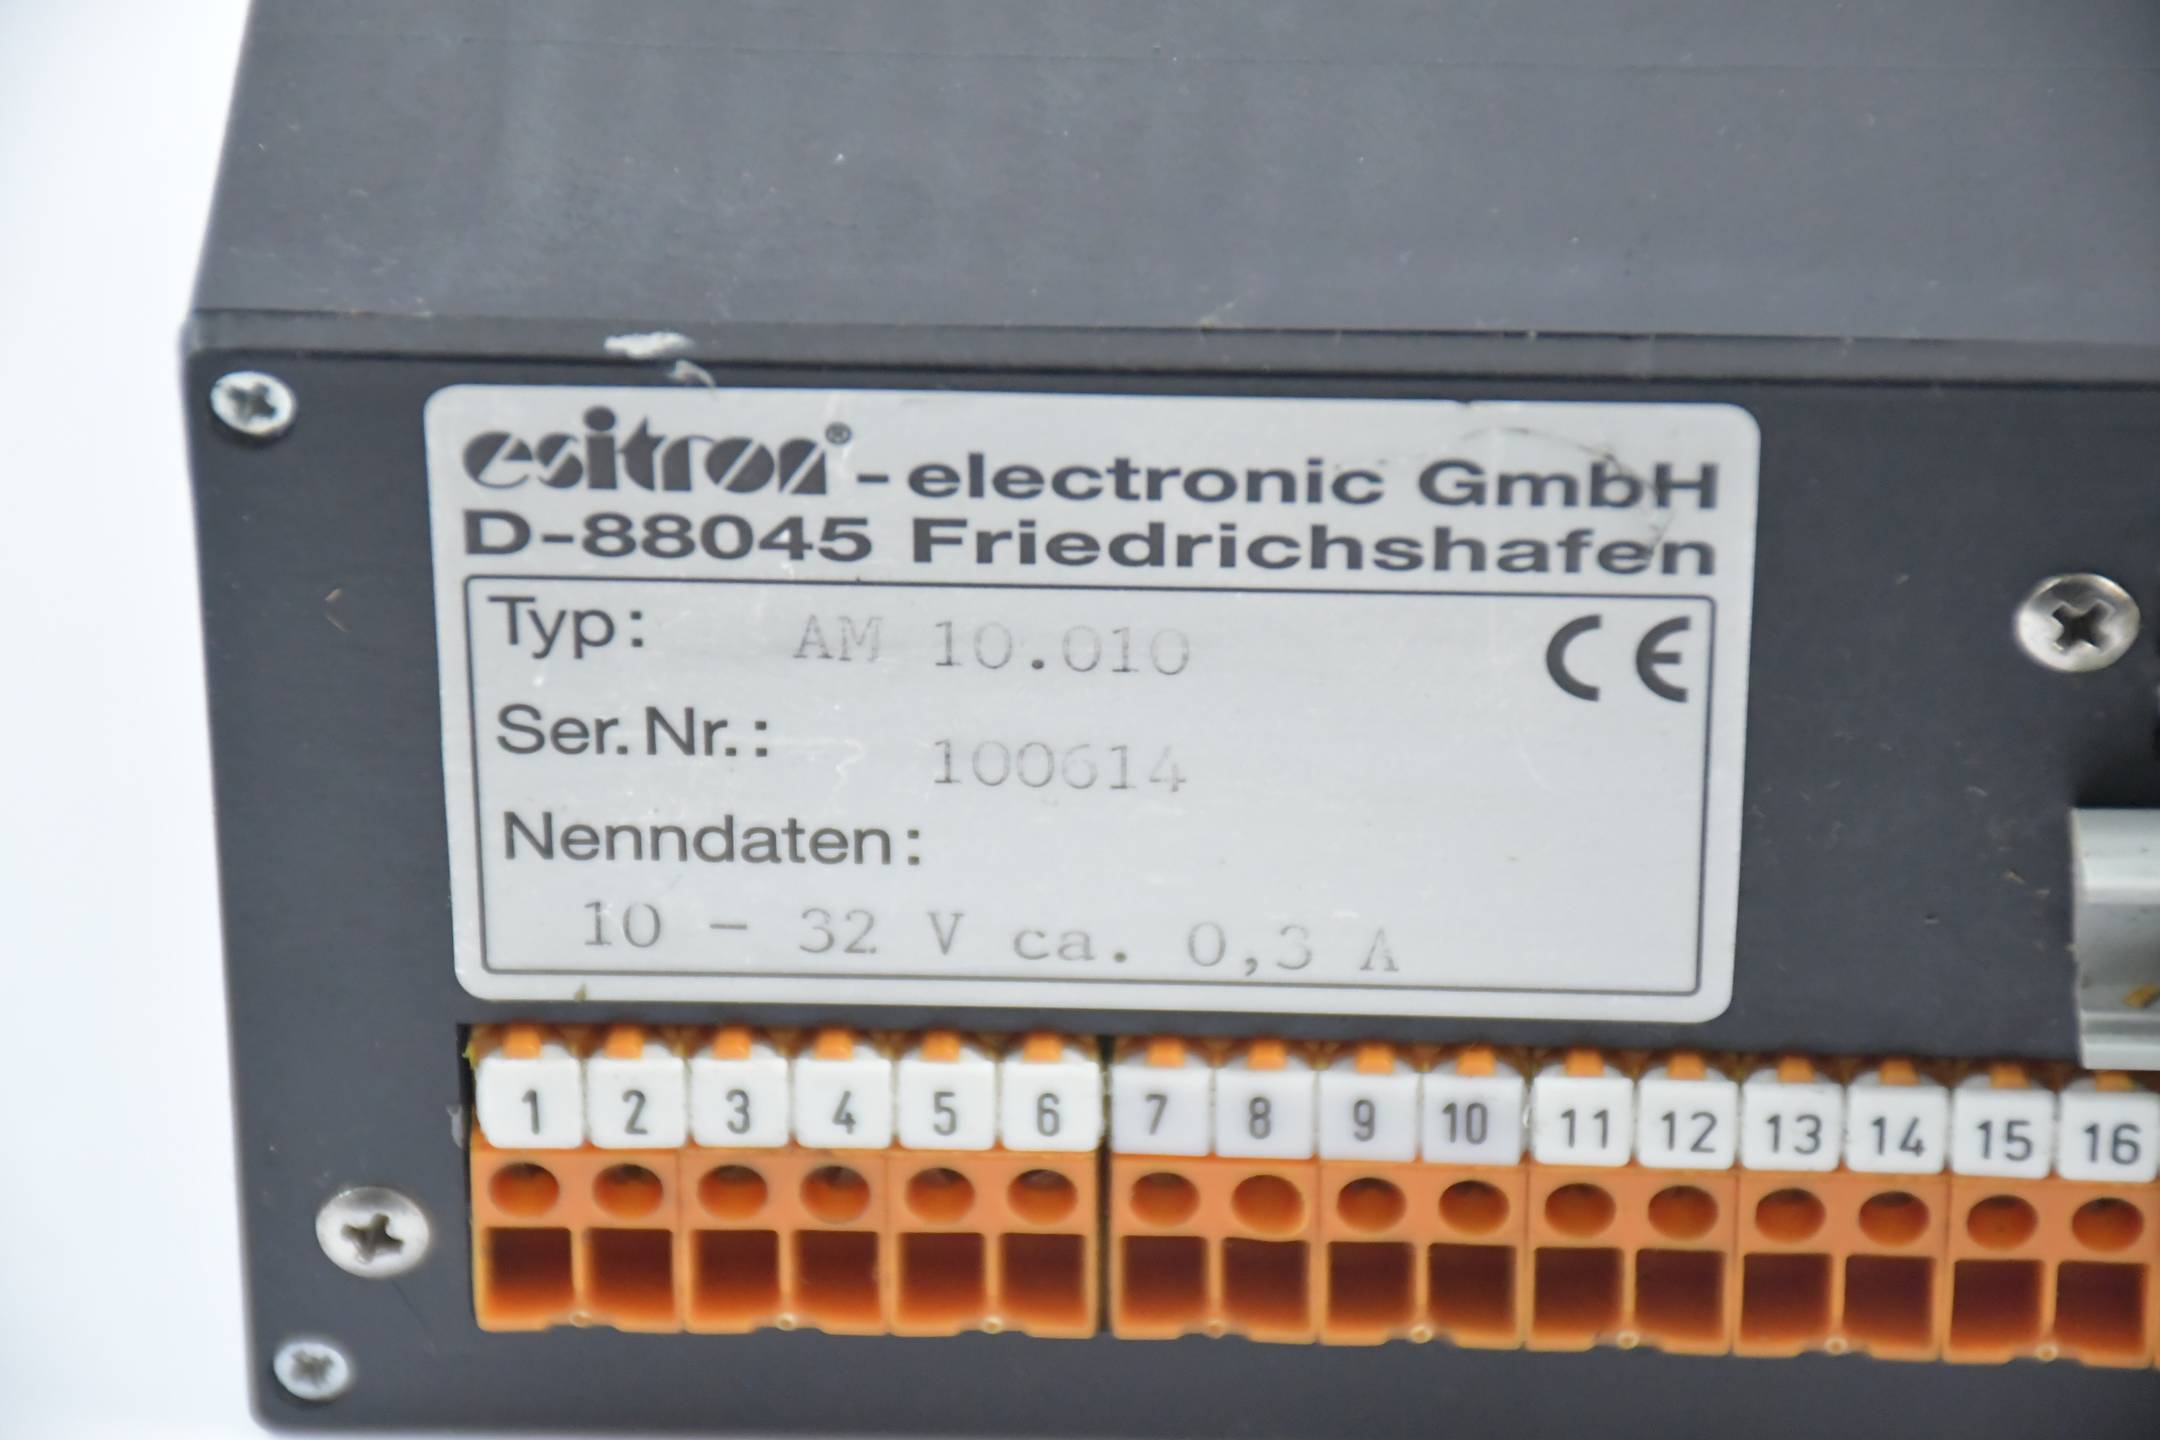 esitron® - electronic GmbH
D-88045 Friedrichshafen
Typ: AM 10.010 CE
Ser. Nr.: 100614
Nenndaten:
10 - 32 V ca. 0,3 A
1 2 3 4 5 6 7 8 9 10 11 12 13 14 15 16